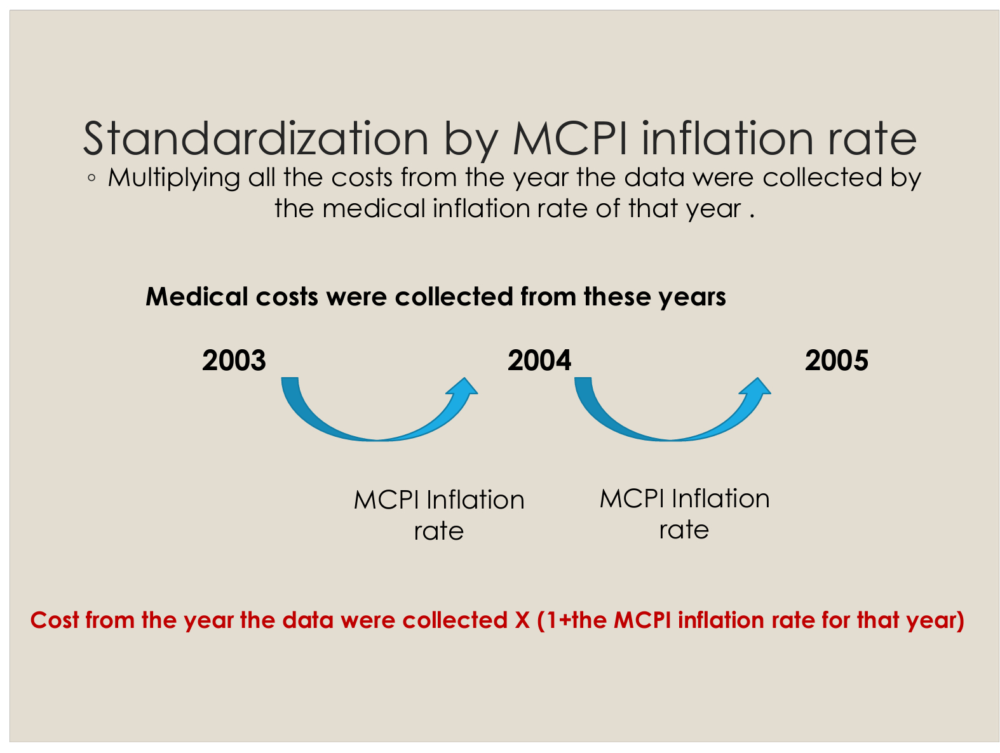 Standardization by MCPI inflation rate
◦ Multiplying all the costs from the year the data were collected by
the medical inflation rate of that year .
Medical costs were collected from these years
2003 2004 2005
MCPI Inflation
rate
MCPI Inflation
rate
Cost from the year the data were collected X (1+the MCPI inflation rate for that year)